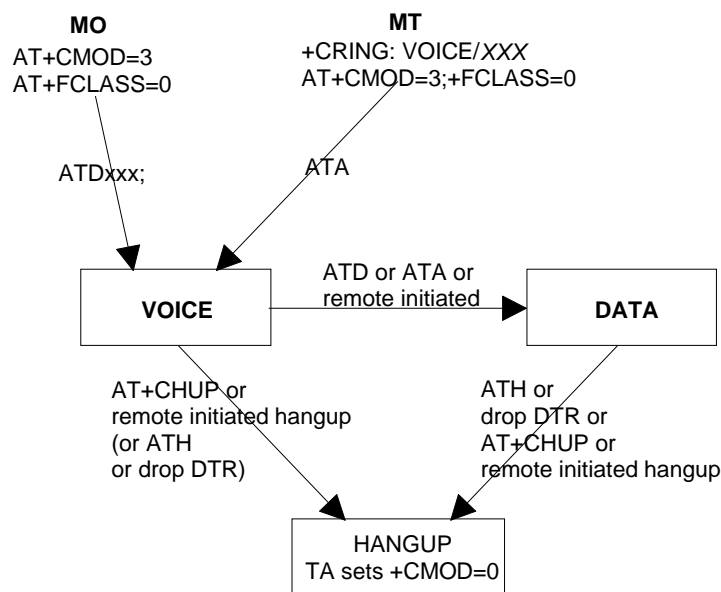 MO
AT+CMOD=3
AT+FCLASS=0
MT
+CRING: VOICE/XXX
AT+CMOD=3;+FCLASS=0
ATDxxx;
ATA
VOICE
ATD or ATA or
remote initiated
DATA
AT+CHUP or
remote initiated hangup
(or ATH
or drop DTR)
ATH or
drop DTR or
AT+CHUP or
remote initiated hangup
HANGUP
TA sets +CMOD=0